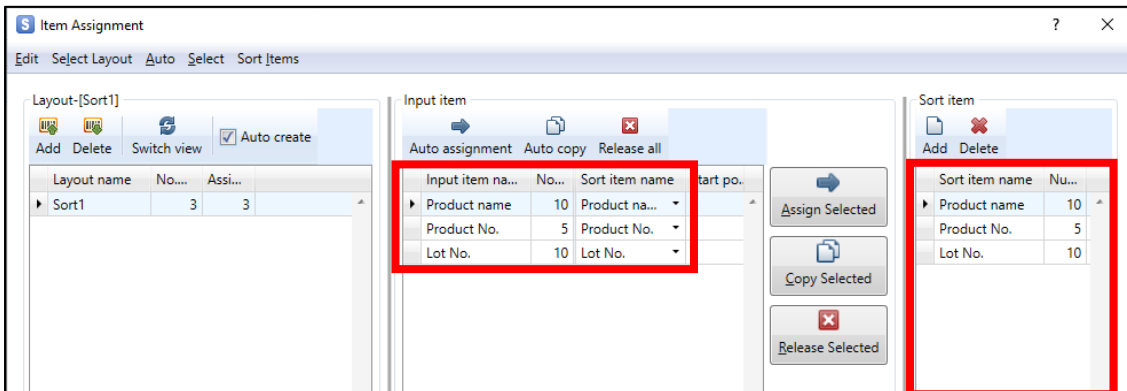 S Item Assignment ? ×
Edit Select Layout Auto Select Sort Items
Layout-[Sort1] Input item Sort item
Add Delete Switch view Auto create Auto assignment Auto copy Release all Add Delete
Layout name No.... Assi... Input item na... No... Sort item name tart po.. Sort item name Nu...
Sort1 3 3 Product name 10 Product na... Assign Selected Product name 10
Product No. 5 Product No. Product No. 5
Lot No. 10 Lot No. Lot No. 10
Copy Selected
Release Selected